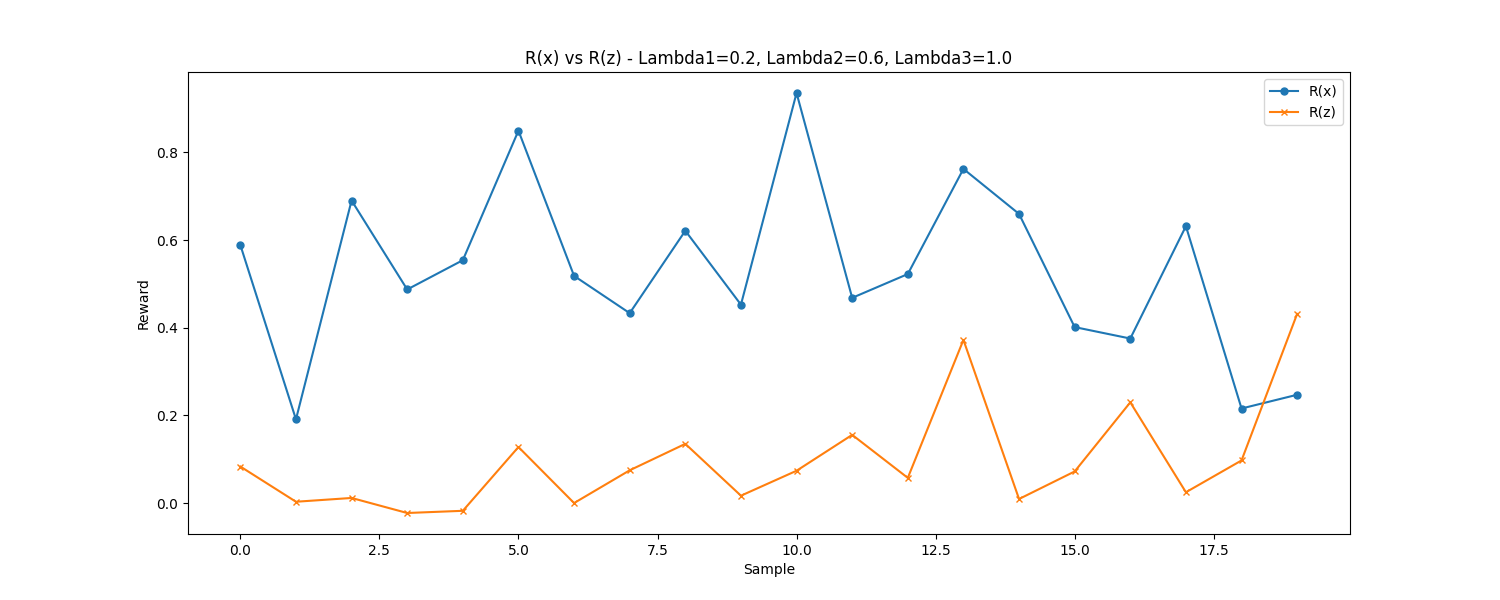 R(x) vs R(z) - Lambda1=0.2, Lambda2=0.6, Lambda3=1.0
R(x)
R(z)
Reward
0.8
0.6
0.4
0.2
0.0
0.0 2.5 5.0 7.5 10.0 12.5 15.0 17.5
Sample